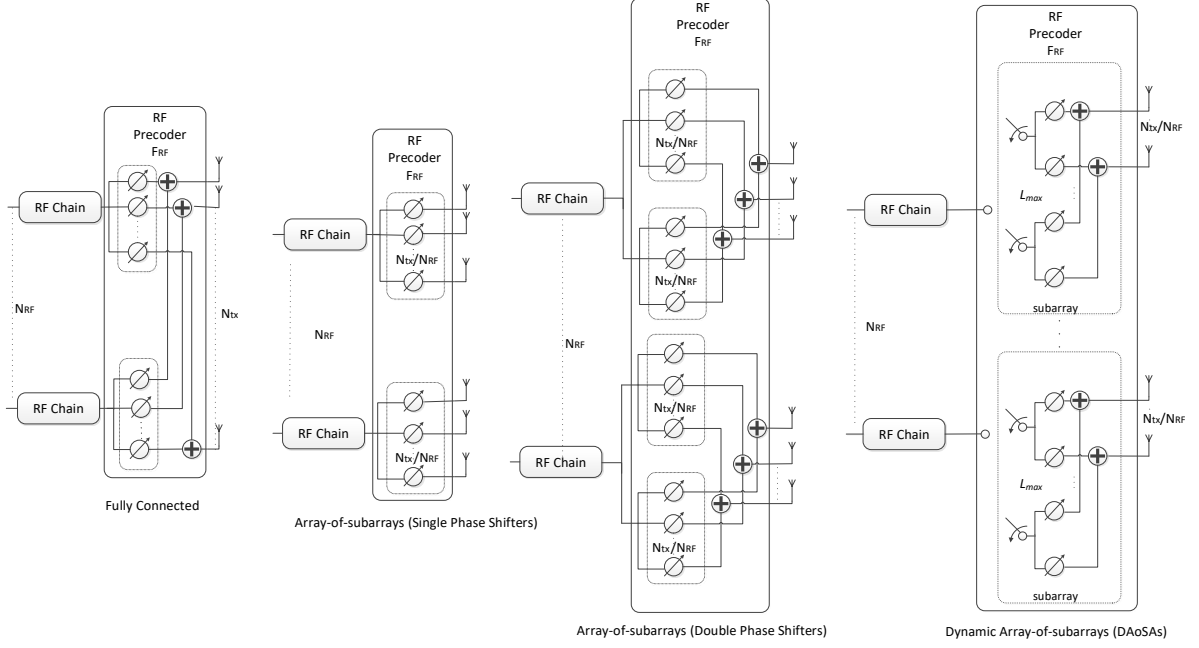 RF
Precoder
FRF
RF Chain
NRF
Ntx
RF Chain
Fully Connected
RF
Precoder
FRF
RF Chain
Ntx/NRF
NRF
RF Chain
Ntx/NRF
Array-of-subarrays (Single Phase Shifters)
RF
Precoder
FRF
Ntx/NRF
RF Chain
Ntx/NRF
NRF
Ntx/NRF
RF Chain
Ntx/NRF
Array-of-subarrays (Double Phase Shifters)
RF
Precoder
FRF
Ntx/NRF
Lmax
RF Chain
subarray
NRF
Ntx/NRF
RF Chain
Lmax
subarray
Dynamic Array-of-subarrays (DAoSAs)